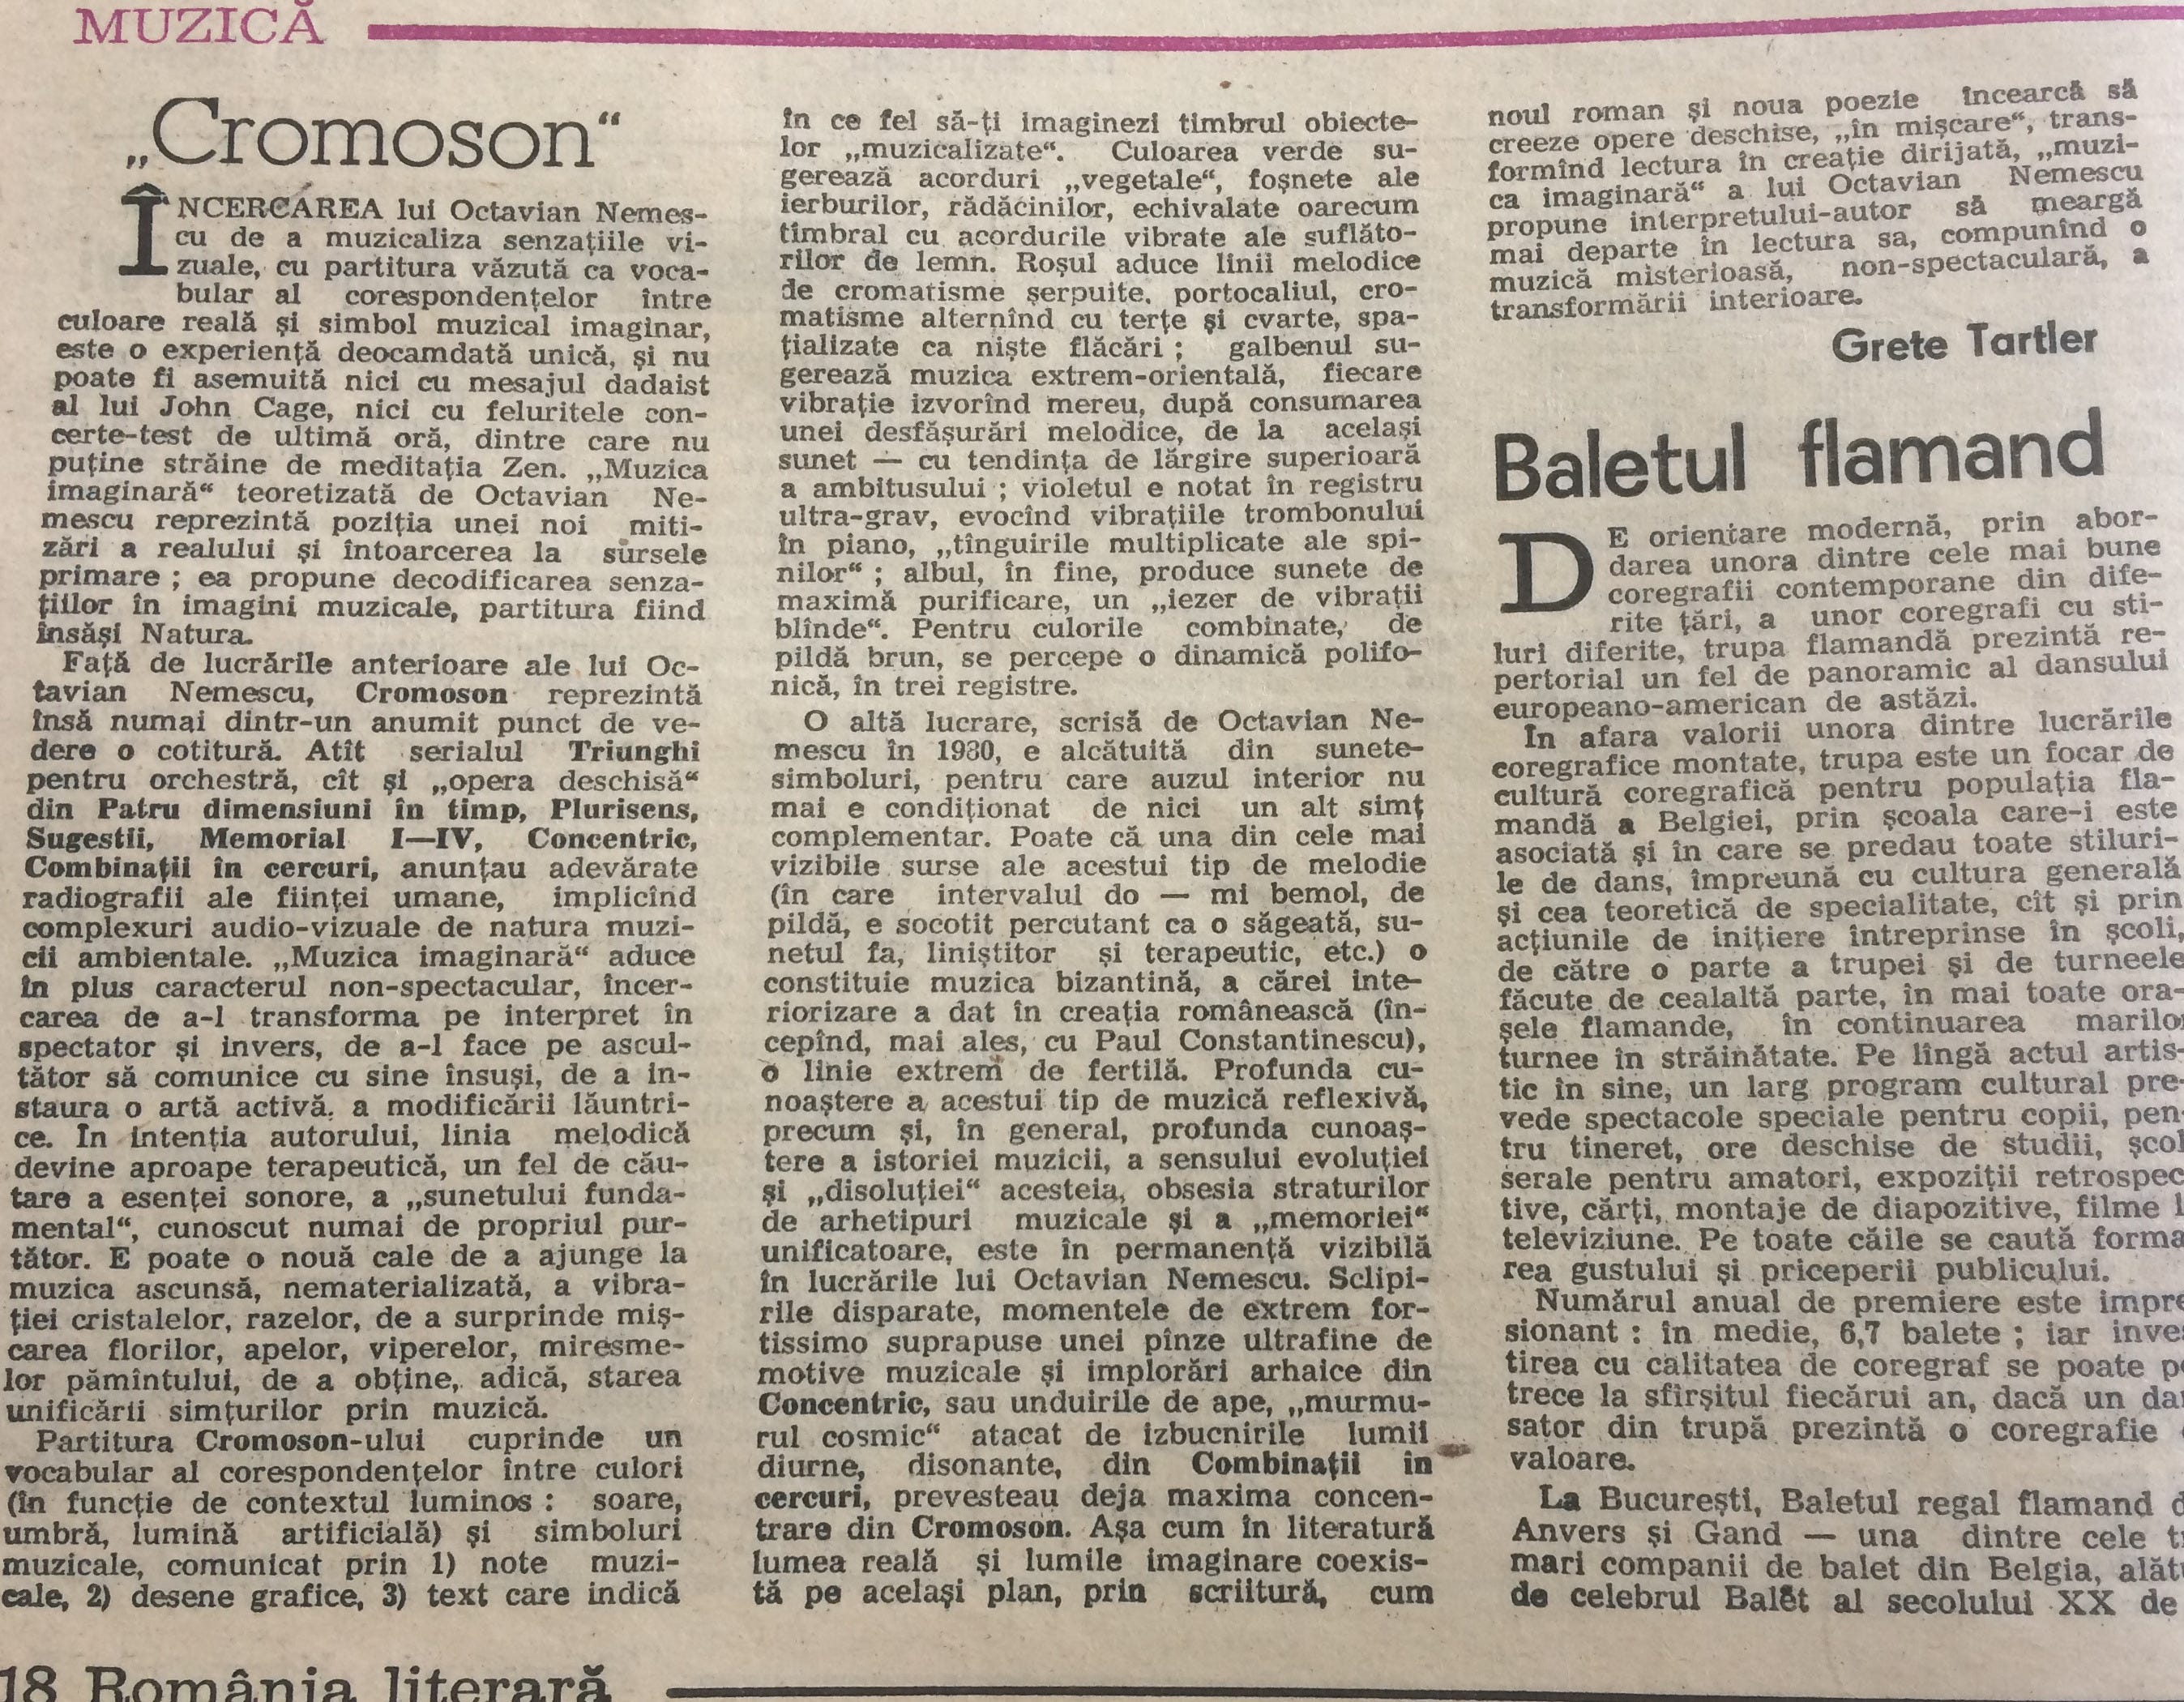 MUZICĂ
„Cromoson“
ÎNCERCAREA lui Octavian Nemes-
cu de a muzicaliza senzațiile vi-
zuale, cu partitura văzută ca voca-
bular al corespondențelor între
culoare reală și simbol muzical imaginar,
este o experiență deocamdată unică, și nu
poate fi asemuită nici cu mesajul dadaist
al lui John Cage, nici cu feluritele con-
certe-test de ultimă oră, dintre care nu
puține străine de meditația Zen. „Muzica
imaginară“ teoretizată de Octavian Ne-
mescu reprezintă poziția unei noi miti-
zări a realului și întoarcerea la sursele
primare ; ea propune decodificarea senza-
țiilor în imagini muzicale, partitura fiind
însăși Natura.
Față de lucrările anterioare ale lui Oc-
tavian Nemescu, Cromoson reprezintă
însă numai dintr-un anumit punct de ve-
dere o cotitură. Atît serialul Triunghi
pentru orchestră, cît și „opera deschisă“
din Patru dimensiuni în timp, Plurisens,
Sugestii, Memorial I—IV, Concentric,
Combinații în cercuri, anunțau adevărate
radiografii ale ființei umane, implicînd
complexuri audio-vizuale de natura muzi-
cii ambientale. „Muzica imaginară“ aduce
în plus caracterul non-spectacular, încer-
carea de a-l transforma pe interpret în
spectator și invers, de a-l face pe ascul-
tător să comunice cu sine însuși, de a in-
staura o artă activă, a modificării lăuntri-
ce. In intenția autorului, linia melodică
devine aproape terapeutică, un fel de cău-
tare a esenței sonore, a „sunetului funda-
mental“, cunoscut numai de propriul pur-
tător. E poate o nouă cale de a ajunge la
muzica ascunsă, nematerializată, a vibra-
ției cristalelor, razelor, de a surprinde miș-
carea florilor, apelor, viperelor, miresme-
lor pămîntului, de a obține, adică, starea
unificării simțurilor prin muzică.
Partitura Cromoson-ului cuprinde un
vocabular al corespondențelor între culori
(în funcție de contextul luminos : soare,
umbră, lumină artificială) și simboluri
muzicale, comunicat prin 1) note muzi-
cale, 2) desene grafice, 3) text care indică
în ce fel să-ți imaginezi timbrul obiecte-
lor „muzicalizate“. Culoarea verde su-
gerează acorduri „vegetale“, foșnete ale
ierburilor, rădăcinilor, echivalate oarecum
timbral cu acordurile vibrate ale suflăto-
rilor de lemn. Roșul aduce linii melodice
de cromatisme șerpuite, portocaliul, cro-
matisme alternînd cu terțe și cvarte, spa-
țializate ca niște flăcări ; galbenul su-
gerează muzica extrem-orientală, fiecare
vibrație izvorînd mereu, după consumarea
unei desfășurări melodice, de la același
sunet — cu tendința de lărgire superioară
a ambitusului ; violetul e notat în registru
ultra-grav, evocînd vibrațiile trombonului
în piano, „tînguirile multiplicate ale spi-
nilor“ ; albul, în fine, produce sunete de
maximă purificare, un „iezer de vibrații
blînde“. Pentru culorile combinate, de
pildă brun, se percepe o dinamică polifo-
nică, în trei registre.
O altă lucrare, scrisă de Octavian Ne-
mescu în 1980, e alcătuită din sunete-
simboluri, pentru care auzul interior nu
mai e condiționat de nici un alt simț
complementar. Poate că una din cele mai
vizibile surse ale acestui tip de melodie
(în care intervalul do — mi bemol, de
pildă, e socotit percutant ca o săgeată, su-
netul fa, liniștitor și terapeutic, etc.) o
constituie muzica bizantină, a cărei inte-
riorizare a dat în creația românească (în-
cepînd, mai ales, cu Paul Constantinescu),
o linie extrem de fertilă. Profunda cu-
noaștere a acestui tip de muzică reflexivă,
precum și, în general, profunda cunoaș-
tere a istoriei muzicii, a sensului evoluției
și „disoluției“ acesteia, obsesia straturilor
de arhetipuri muzicale și a „memoriei“
unificatoare, este în permanență vizibilă
în lucrările lui Octavian Nemescu. Sclipi-
rile disparate, momentele de extrem for-
tissimo suprapuse unei pînze ultrafine de
motive muzicale și implorări arhaice din
Concentric, sau unduirile de ape, „murmu-
rul cosmic“ atacat de izbucnirile lumii
diurne, disonante, din Combinații în
cercuri, prevesteau deja maxima concen-
trare din Cromoson. Așa cum în literatură
lumea reală și lumile imaginare coexis-
tă pe același plan, prin scriitură, cum
noul roman și noua poezie încearcă să
creeze opere deschise, „în mișcare“, trans-
formînd lectura în creație dirijată, „muzi-
ca imaginară“ a lui Octavian Nemescu
propune interpretului-autor să meargă
mai departe în lectura sa, compunînd o
muzică misterioasă, non-spectaculară, a
transformării interioare.
Grete Tartler
Baletul flamand
DE orientare modernă, prin abor-
darea unora dintre cele mai bune
coregrafii contemporane din dife-
rite țări, a unor coregrafi cu sti-
luri diferite, trupa flamandă prezintă re-
pertorial un fel de panoramic al dansului
europeano-american de astăzi.
In afara valorii unora dintre lucrările
coregrafice montate, trupa este un focar de
cultură coregrafică pentru populația fla-
mandă a Belgiei, prin școala care-i este
asociată și în care se predau toate stiluri-
le de dans, împreună cu cultura generală
și cea teoretică de specialitate, cît și prin
acțiunile de inițiere întreprinse în școli,
de către o parte a trupei și de turneele
făcute de cealaltă parte, în mai toate ora-
șele flamande, în continuarea marilo
turnee în străinătate. Pe lîngă actul artis-
tic în sine, un larg program cultural pre-
vede spectacole speciale pentru copii, pen-
tru tineret, ore deschise de studii, școl
serale pentru amatori, expoziții retrospec
tive, cărți, montaje de diapozitive, filme l
televiziune. Pe toate căile se caută forma
rea gustului și priceperii publicului.
Numărul anual de premiere este impre
sionant : în medie, 6,7 balete ; iar inves
tirea cu calitatea de coregraf se poate pe
trece la sfîrșitul fiecărui an, dacă un dan
sator din trupă prezintă o coregrafie
valoare.
La București, Baletul regal flamand d
Anvers și Gand — una dintre cele t
mari companii de balet din Belgia, alătu
de celebrul Balet al secolului XX de
18 România literară